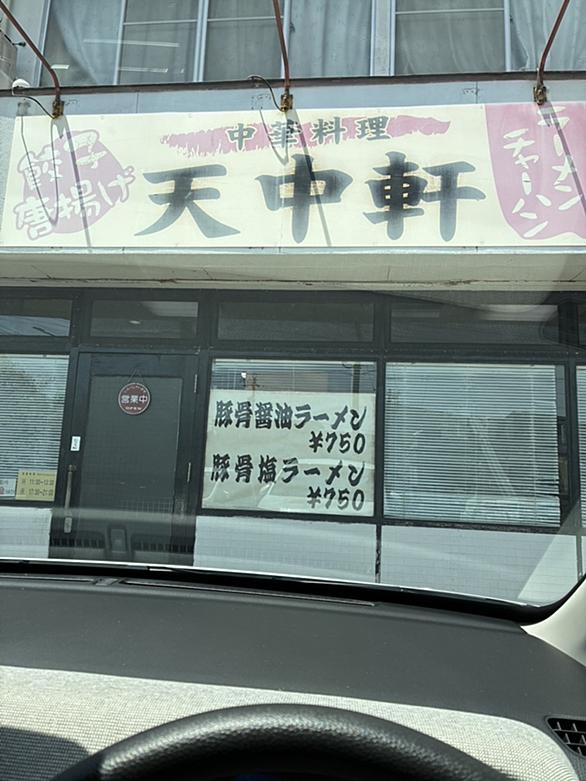 中華料理
餃子
唐揚げ
天中軒
ラーメン
チャーハン
営業中
OPEN
豚骨醤油ラーメン
¥750
豚骨塩ラーメン
¥750